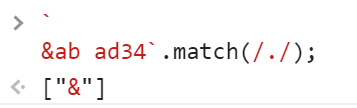 > `
&ab ad34`.match(/./);
<· ["&"]